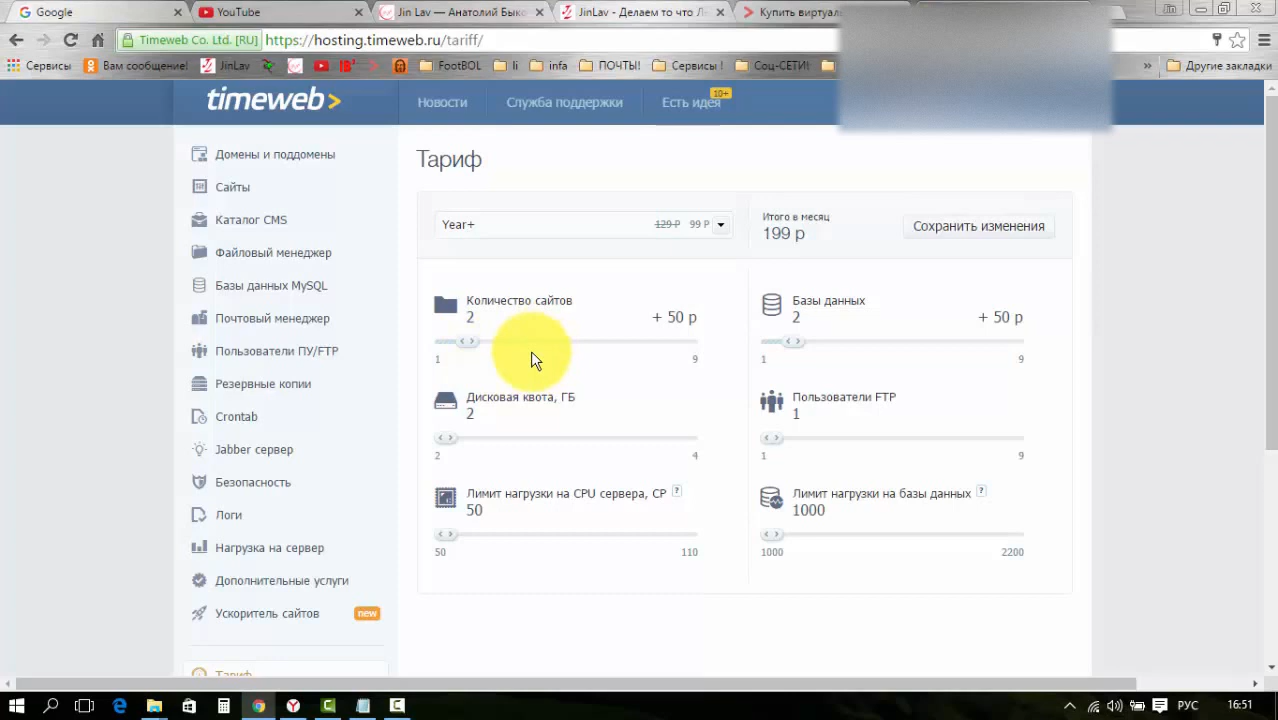 Google
YouTube
Jin Lav — Анатолий Быко
JinLav - Делаем то что Л
Купить виртуаль
Timeweb Co. Ltd. [RU]
https://hosting.timeweb.ru/tariff/
Сервисы
Вам сообщение!
JinLav
FootBOL
li
infa
ПОЧТЫ!
Сервисы !
Соц-СЕТИ!
»
Другие закладки
timeweb>
Новости
Служба поддержки
Есть идея
10+
Домены и поддомены
Сайты
Каталог CMS
Файловый менеджер
Базы данных MySQL
Почтовый менеджер
Пользователи ПУ/FTP
Резервные копии
Crontab
Jabber сервер
Безопасность
Логи
Нагрузка на сервер
Дополнительные услуги
Ускоритель сайтов
new
Тариф
Тариф
Year+
129 Р 99 Р
Итого в месяц
199 р
Сохранить изменения
Количество сайтов
2
+ 50 р
1
9
Базы данных
2
+ 50 р
1
9
Дисковая квота, ГБ
2
2
4
Пользователи FTP
1
1
9
Лимит нагрузки на CPU сервера, CP ?
50
50
110
Лимит нагрузки на базы данных ?
1000
1000
2200
РУС
16:51